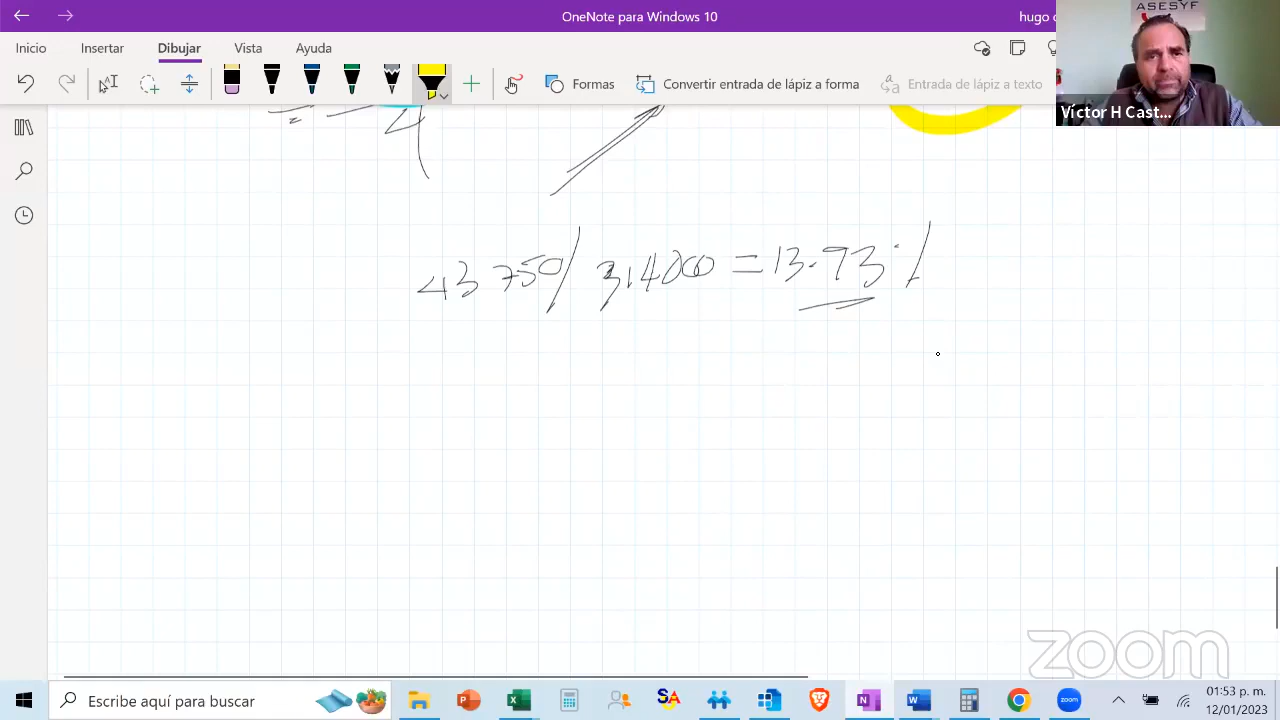 OneNote para Windows 10
hugo
ASESYF
Inicio Insertar Dibujar Vista Ayuda
Formas Convertir entrada de lápiz a forma Entrada de lápiz a texto
Víctor H Cast...
43750/ 314000 = 13.93 %
zoom
Escribe aquí para buscar
01:53 p. m.
12/01/2023